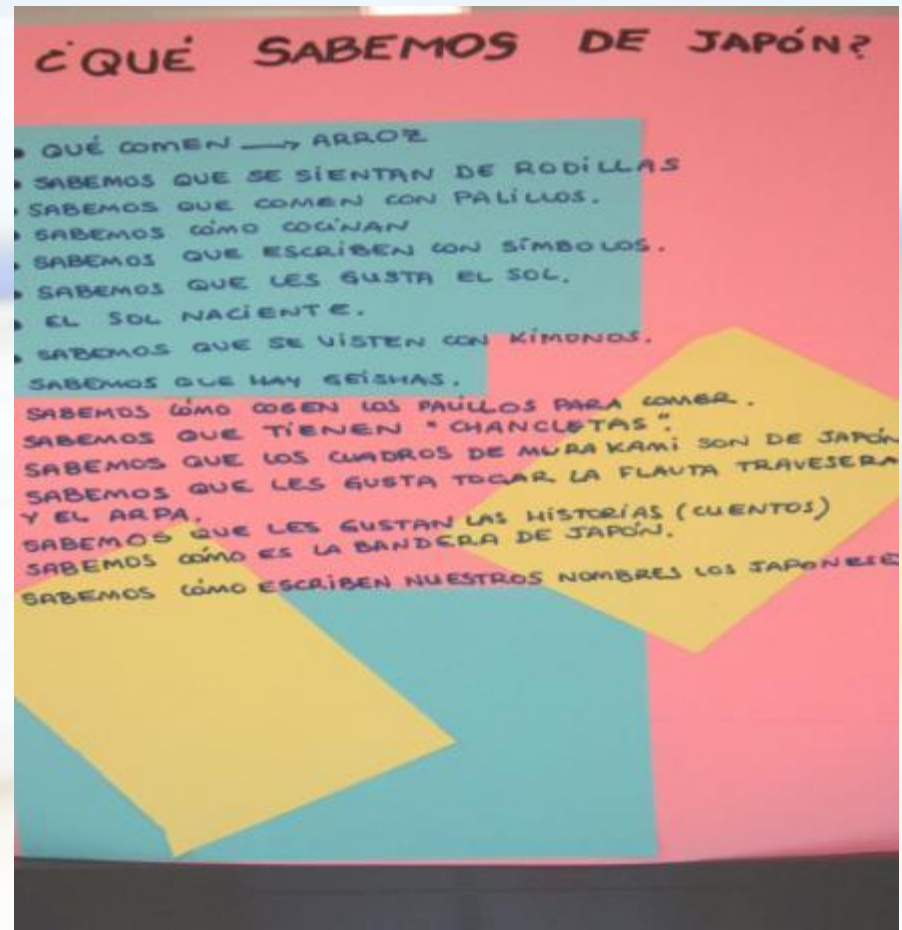 ¿QUÉ SABEMOS DE JAPÓN?
• QUÉ COMEN → ARROZ
• SABEMOS QUE SE SIENTAN DE RODILLAS
• SABEMOS QUE COMEN CON PALILLOS.
• SABEMOS CÓMO COCINAN
• SABEMOS QUE ESCRIBEN CON SÍMBOLOS.
• SABEMOS QUE LES GUSTA EL SOL.
• EL SOL NACIENTE.
• SABEMOS QUE SE VISTEN CON KIMONOS.
SABEMOS QUE HAY GEISHAS.
SABEMOS CÓMO COGEN LOS PALILLOS PARA COMER.
SABEMOS QUE TIENEN "CHANCLETAS".
SABEMOS QUE LOS CUADROS DE MURAKAMI SON DE JAPÓN
SABEMOS QUE LES GUSTA TOCAR LA FLAUTA TRAVESERA
Y EL ARPA.
SABEMOS QUE LES GUSTAN LAS HISTORÍAS (CUENTOS)
SABEMOS CÓMO ES LA BANDERA DE JAPÓN.
SABEMOS CÓMO ESCRIBEN NUESTROS NOMBRES LOS JAPONESE